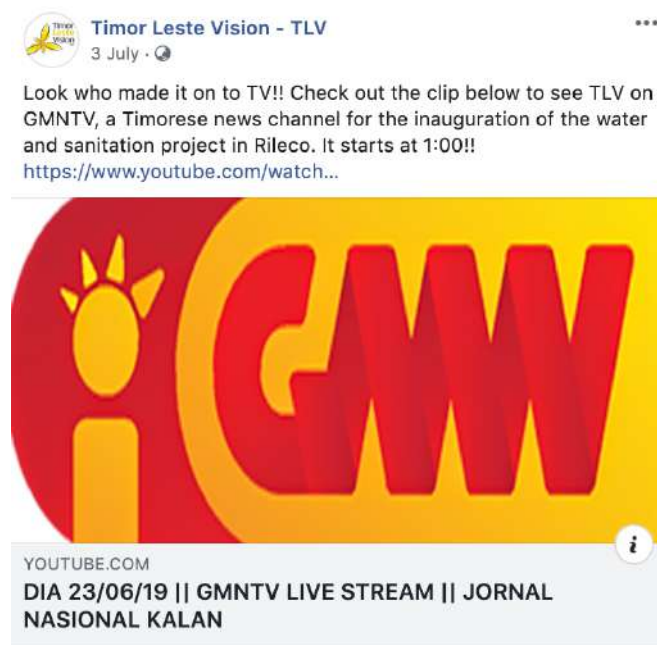 Timor Leste Vision
Timor Leste Vision - TLV
3 July ·
Look who made it on to TV!! Check out the clip below to see TLV on
GMNTV, a Timorese news channel for the inauguration of the water
and sanitation project in Rileco. It starts at 1:00!!
https://www.youtube.com/watch...
GMN
YOUTUBE.COM
i
DIA 23/06/19 || GMNTV LIVE STREAM || JORNAL
NASIONAL KALAN